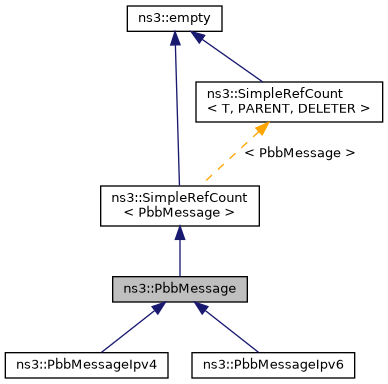 ns3::empty
ns3::SimpleRefCount
< T, PARENT, DELETER >
< PbbMessage >
ns3::SimpleRefCount
< PbbMessage >
ns3::PbbMessage
ns3::PbbMessageIpv4
ns3::PbbMessageIpv6